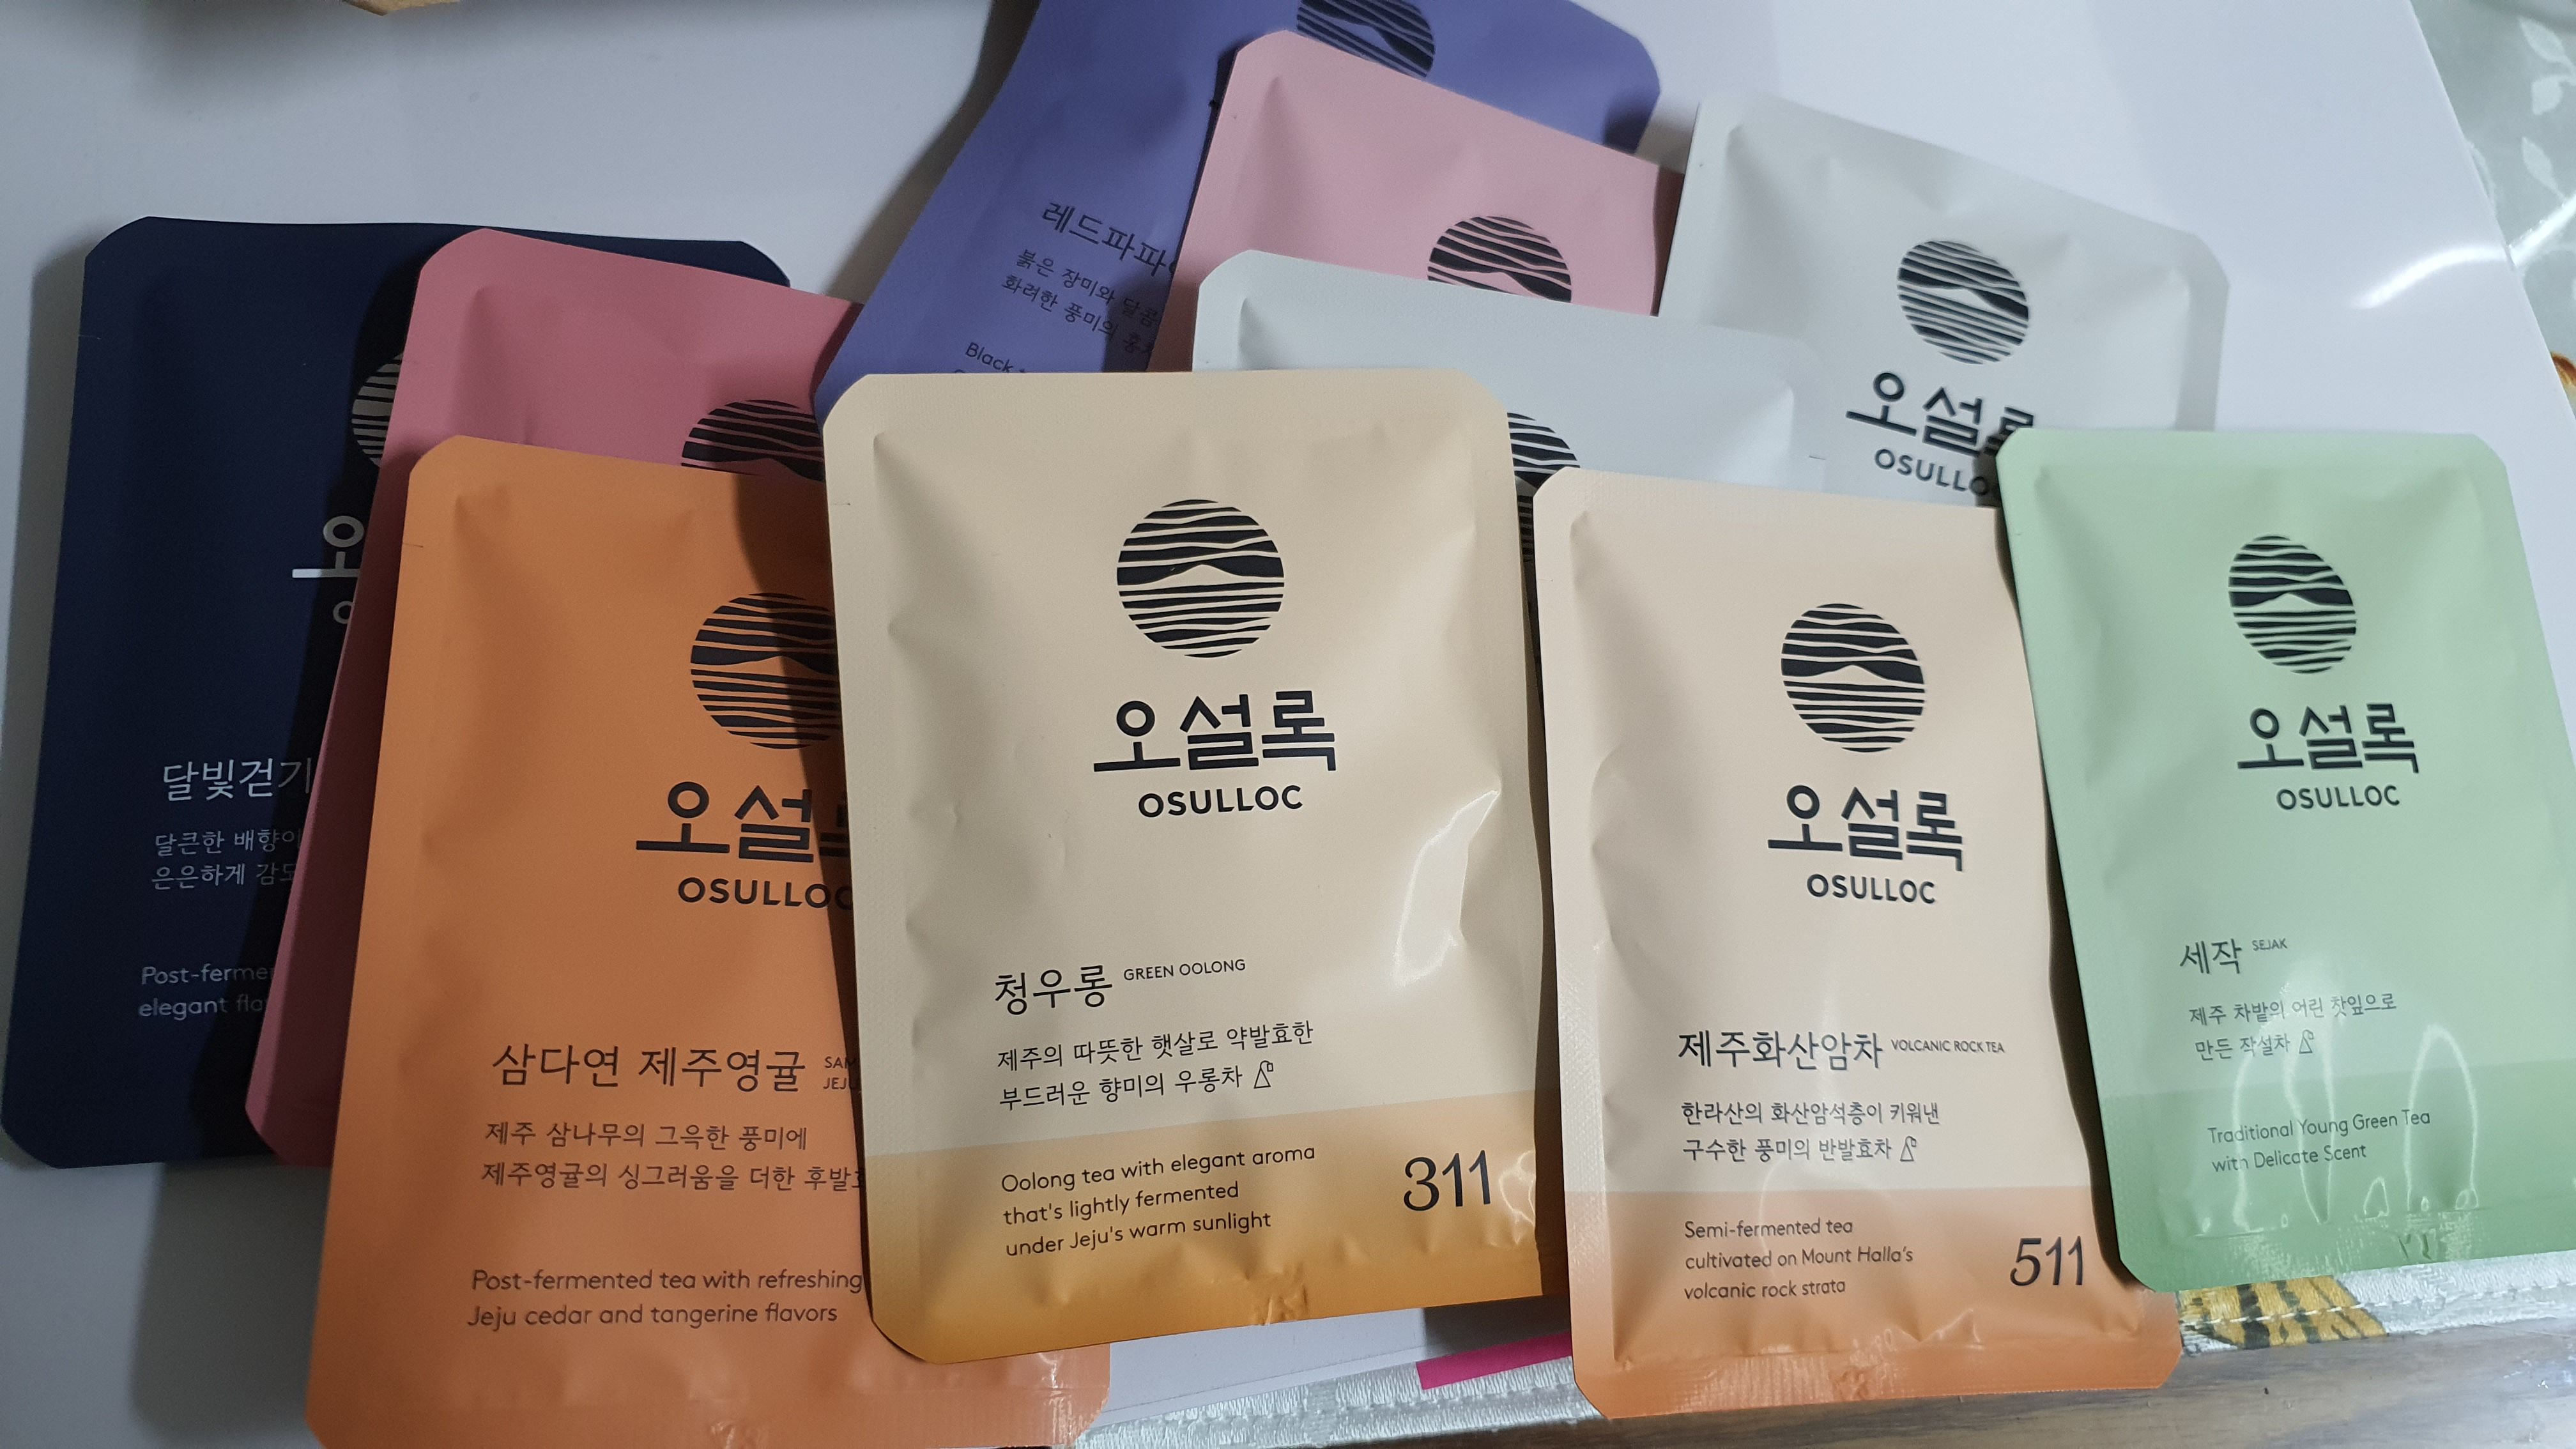 레드파파
붉은 장미와 달콤
화려한 풍미의 홍차
Black
오설록
OSULLOC
달빛걷기
달큰한 배향이
은은하게 감도
Post-ferme
elegant fla
오설
OSULLOC
삼다연 제주영귤
제주 삼나무의 그윽한 풍미에
제주영귤의 싱그러움을 더한 후발효
Post-fermented tea with refreshing
Jeju cedar and tangerine flavors
오설록
OSULLOC
청우롱 GREEN OOLONG
제주의 따뜻한 햇살로 약발효한
부드러운 향미의 우롱차
Oolong tea with elegant aroma
that's lightly fermented
under Jeju's warm sunlight
311
오설록
OSULLOC
제주화산암차 VOLCANIC ROCK TEA
한라산의 화산암석층이 키워낸
구수한 풍미의 반발효차
Semi-fermented tea
cultivated on Mount Halla's
volcanic rock strata
511
오설록
OSULLOC
세작 SEJAK
제주 차밭의 어린 찻잎으로
만든 작설차
Traditional Young Green Tea
with Delicate Scent